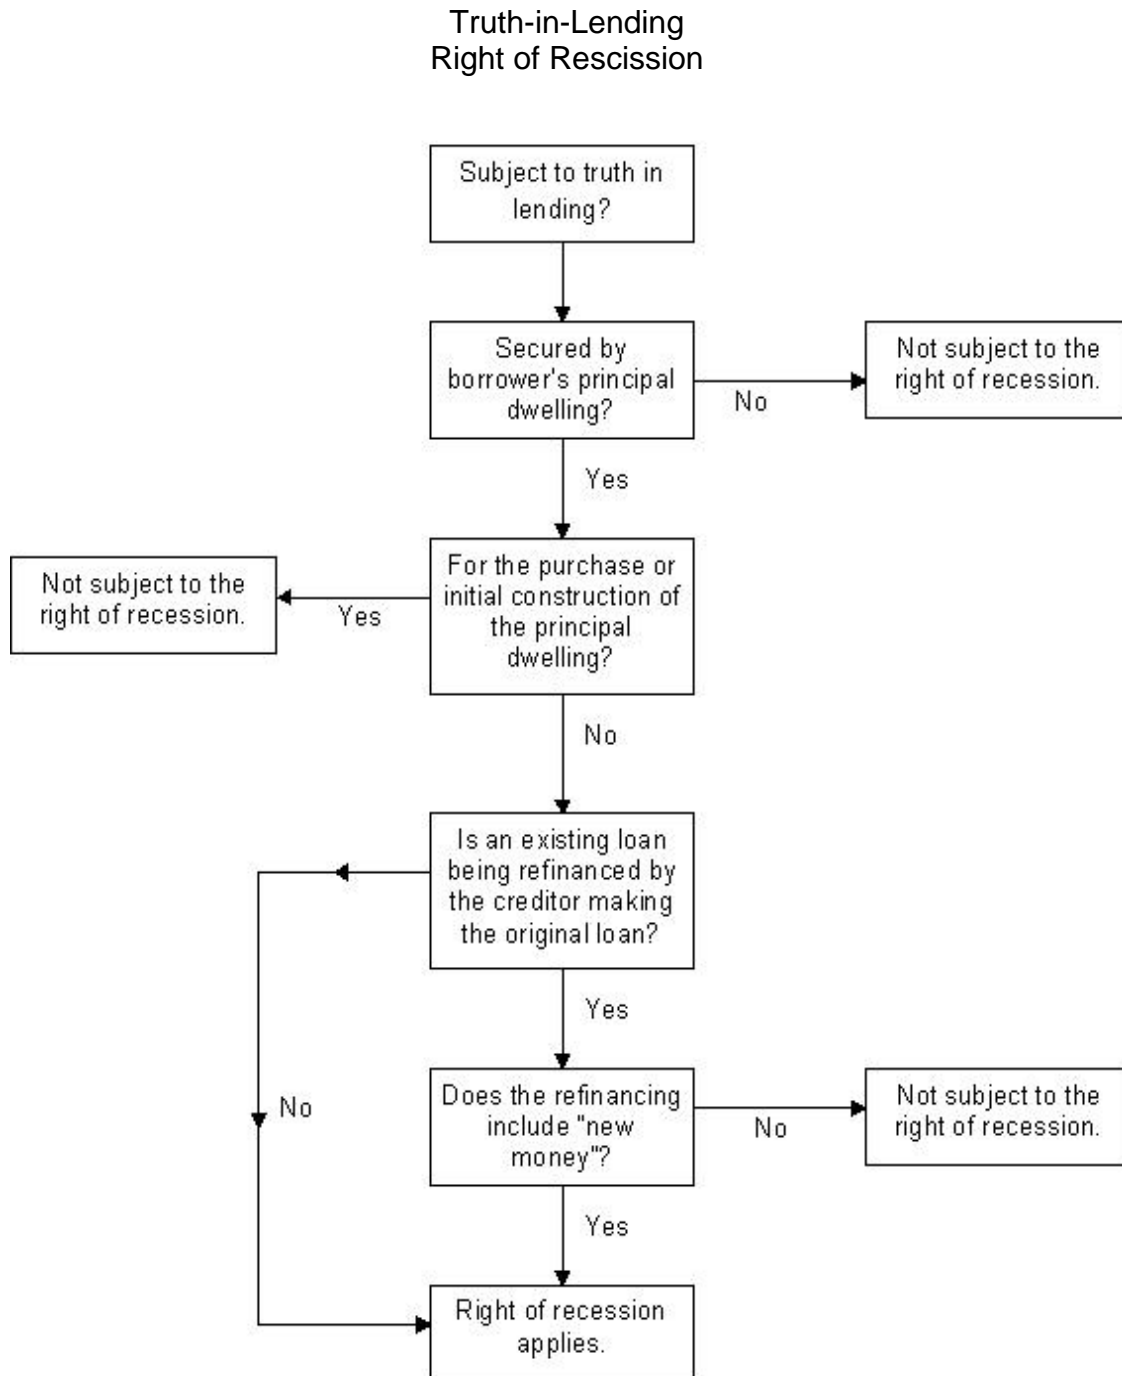 Truth-in-Lending
Right of Rescission
Subject to truth in
lending?
Secured by
borrower's principal
dwelling?
No
Not subject to the
right of recession.
Yes
For the purchase or
initial construction of
the principal
dwelling?
Yes
Not subject to the
right of recession.
No
Is an existing loan
being refinanced by
the creditor making
the original loan?
Yes
No
Does the refinancing
include "new
money"?
No
Not subject to the
right of recession.
Yes
Right of recession
applies.